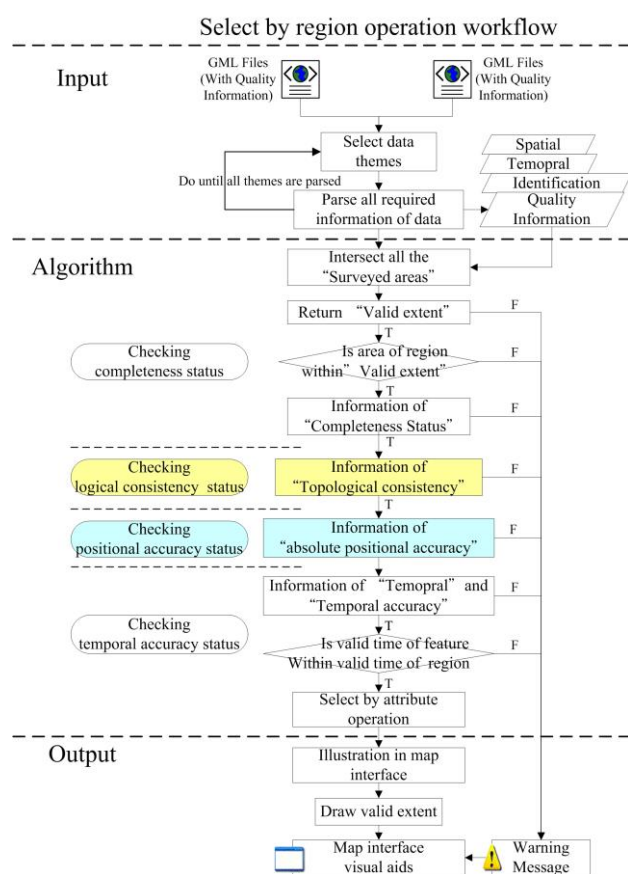 Select by region operation workflow
Input
GML Files
(With Quality
Information)
GML Files
(With Quality
Information)
Select data
themes
Do until all themes are parsed
Parse all required
information of data
Spatial
Temopral
Identification
Quality
Information
Algorithm
Intersect all the
“Surveyed areas”
Return “Valid extent”
F
T
Checking
completeness status
Is area of region
within” Valid extent”
F
T
Information of
“Completeness Status”
F
T
Checking
logical consistency status
Information of
“Topological consistency”
F
T
Checking
positional accuracy status
Information of
“absolute positional accuracy”
F
T
Information of “Temopral” and
“Temporal accuracy”
F
T
Checking
temporal accuracy status
Is valid time of feature
Within valid time of region
F
T
Select by attribute
operation
Output
Illustration in map
interface
Draw valid extent
Map interface
visual aids
Warning
Message